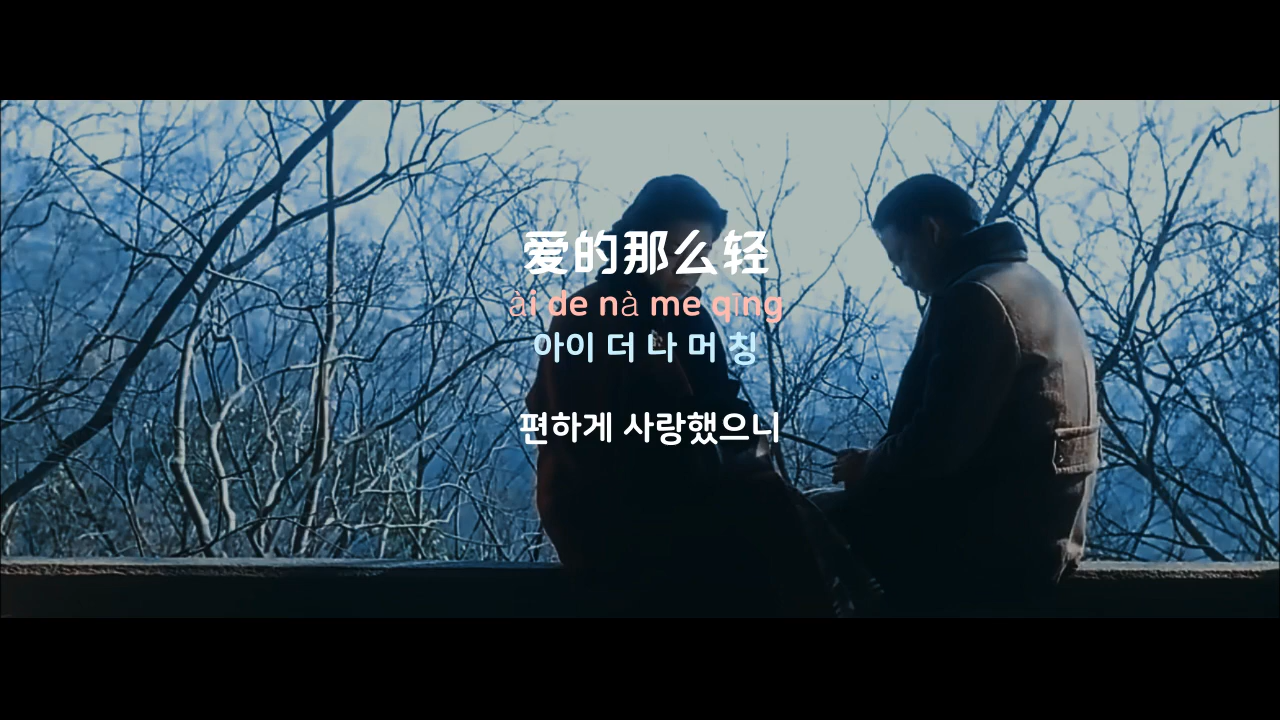 爱的那么轻
ài de nà me qīng
아이 더 나 머 칭
편하게 사랑했으니